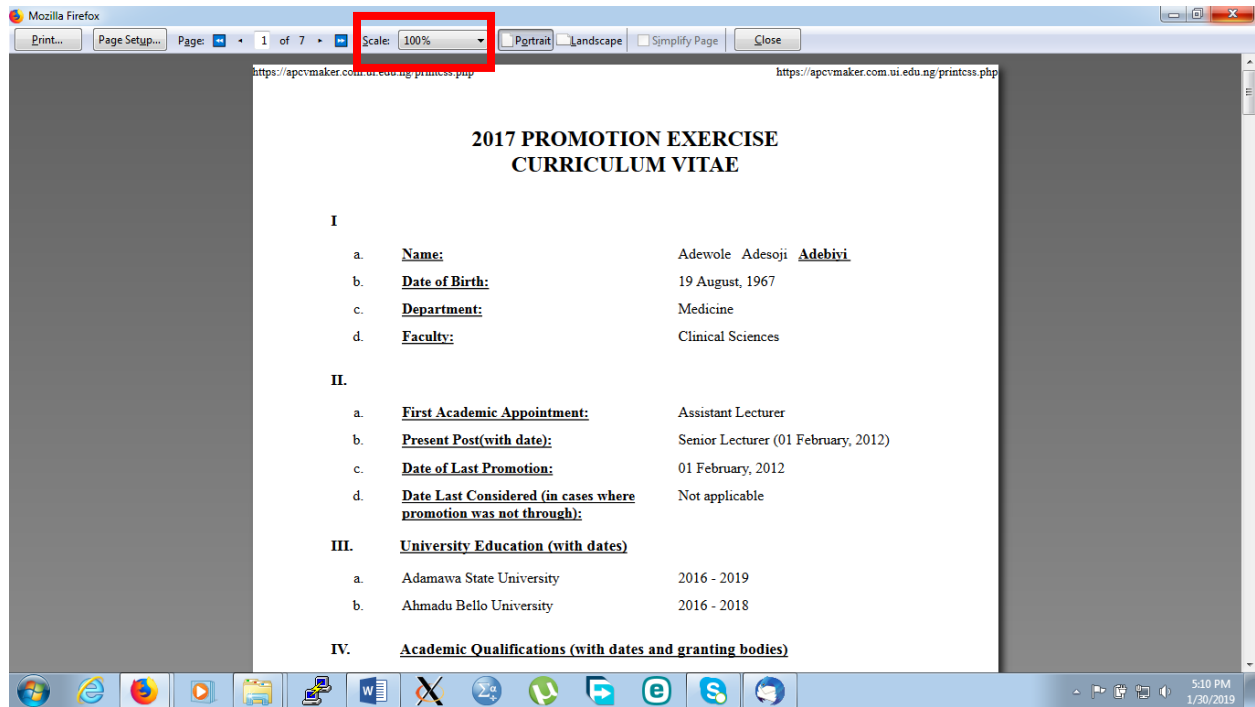 Mozilla Firefox
Print... Page Setup... Page: 1 of 7 Scale: 100% Portrait Landscape Simplify Page Close
https://apcvmaker.com.ui.edu.ng/printcss.php https://apcvmaker.com.ui.edu.ng/printcss.php
2017 PROMOTION EXERCISE
CURRICULUM VITAE
I
a. Name: Adewole Adesoji Adebiyi
b. Date of Birth: 19 August, 1967
c. Department: Medicine
d. Faculty: Clinical Sciences
II.
a. First Academic Appointment: Assistant Lecturer
b. Present Post(with date): Senior Lecturer (01 February, 2012)
c. Date of Last Promotion: 01 February, 2012
d. Date Last Considered (in cases where Not applicable
promotion was not through):
III. University Education (with dates)
a. Adamawa State University 2016 - 2019
b. Ahmadu Bello University 2016 - 2018
IV. Academic Qualifications (with dates and granting bodies)
5:10 PM
1/30/2019